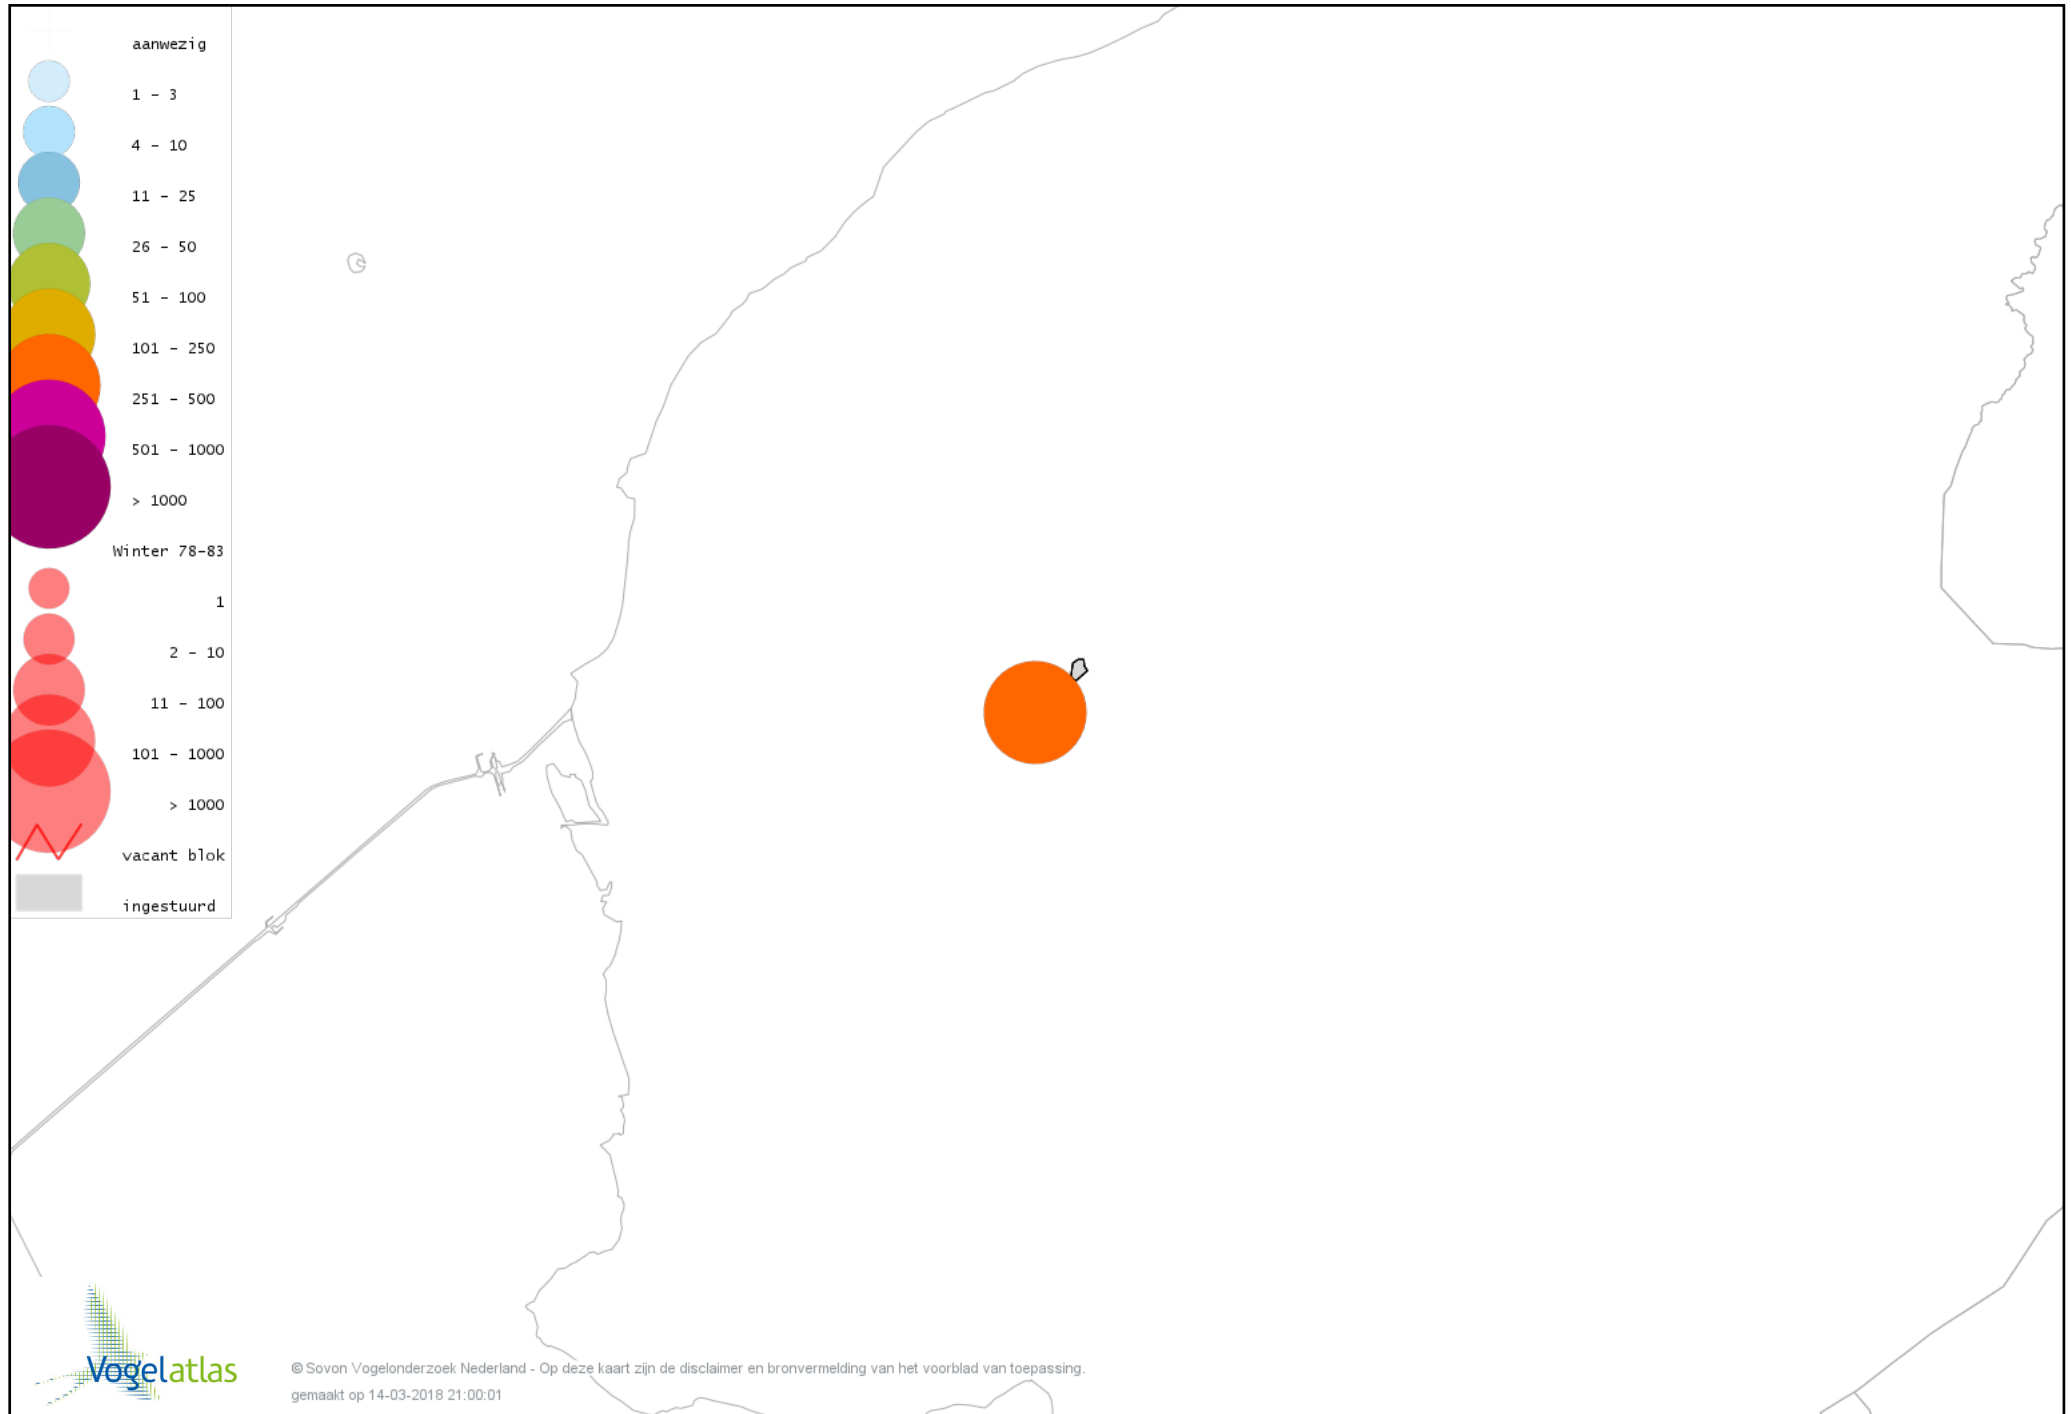 aanwezig
1 - 3
4 - 10
11 - 25
26 - 50
51 - 100
101 - 250
251 - 500
501 - 1000
> 1000
Winter 78-83
1
2 - 10
11 - 100
101 - 1000
> 1000
vacant blok
ingestuurd
Vogelatlas
© Sovon Vogelonderzoek Nederland - Op deze kaart zijn de disclaimer en bronvermelding van het voorblad van toepassing.
gemaakt op 14-03-2018 21:00:01